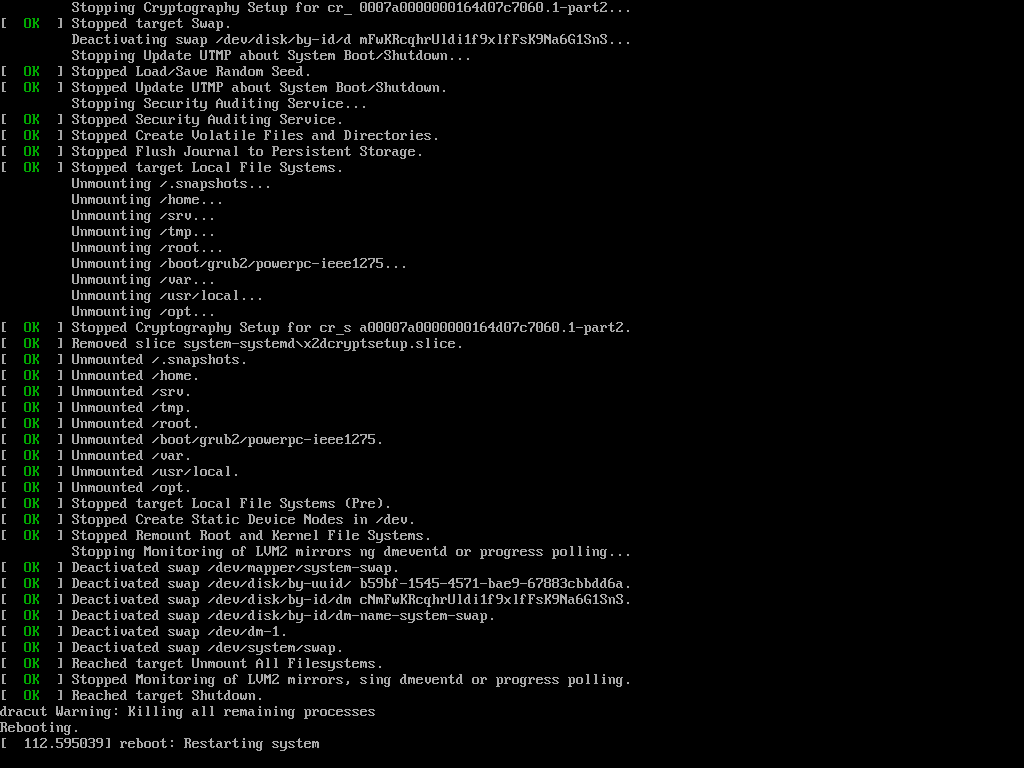 Stopping Cryptography Setup for cr_ 0007a0000000164d07c7060.1-part2...
[  OK  ] Stopped target Swap.
         Deactivating swap /dev/disk/by-id/d mFwKRcqhrUldi1f9xlfFsK9Na6G1SnS...
         Stopping Update UTMP about System Boot/Shutdown...
[  OK  ] Stopped Load/Save Random Seed.
[  OK  ] Stopped Update UTMP about System Boot/Shutdown.
         Stopping Security Auditing Service...
[  OK  ] Stopped Security Auditing Service.
[  OK  ] Stopped Create Volatile Files and Directories.
[  OK  ] Stopped Flush Journal to Persistent Storage.
[  OK  ] Stopped target Local File Systems.
         Unmounting /.snapshots...
         Unmounting /home...
         Unmounting /srv...
         Unmounting /tmp...
         Unmounting /root...
         Unmounting /boot/grub2/powerpc-ieee1275...
         Unmounting /var...
         Unmounting /usr/local...
         Unmounting /opt...
[  OK  ] Stopped Cryptography Setup for cr_s a00007a0000000164d07c7060.1-part2.
[  OK  ] Removed slice system-systemd\x2dcryptsetup.slice.
[  OK  ] Unmounted /.snapshots.
[  OK  ] Unmounted /home.
[  OK  ] Unmounted /srv.
[  OK  ] Unmounted /tmp.
[  OK  ] Unmounted /root.
[  OK  ] Unmounted /boot/grub2/powerpc-ieee1275.
[  OK  ] Unmounted /var.
[  OK  ] Unmounted /usr/local.
[  OK  ] Unmounted /opt.
[  OK  ] Stopped target Local File Systems (Pre).
[  OK  ] Stopped Create Static Device Nodes in /dev.
[  OK  ] Stopped Remount Root and Kernel File Systems.
         Stopping Monitoring of LVM2 mirrors ng dmeventd or progress polling...
[  OK  ] Deactivated swap /dev/mapper/system-swap.
[  OK  ] Deactivated swap /dev/disk/by-uuid/ b59bf-1545-4571-bae9-67883cbbdd6a.
[  OK  ] Deactivated swap /dev/disk/by-id/dm cNmFwKRcqhrUldi1f9xlfFsK9Na6G1SnS.
[  OK  ] Deactivated swap /dev/disk/by-id/dm-name-system-swap.
[  OK  ] Deactivated swap /dev/dm-1.
[  OK  ] Deactivated swap /dev/system/swap.
[  OK  ] Reached target Unmount All Filesystems.
[  OK  ] Stopped Monitoring of LVM2 mirrors, sing dmeventd or progress polling.
[  OK  ] Reached target Shutdown.
dracut Warning: Killing all remaining processes
Rebooting.
[  112.595039] reboot: Restarting system